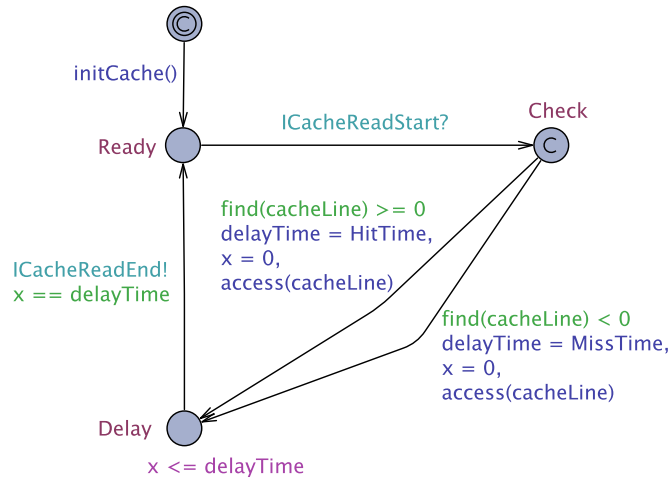 C
initCache()
Ready
ICacheReadStart?
Check
C
find(cacheLine) >= 0
delayTime = HitTime,
x = 0,
access(cacheLine)
ICacheReadEnd!
x == delayTime
find(cacheLine) < 0
delayTime = MissTime,
x = 0,
access(cacheLine)
Delay
x <= delayTime